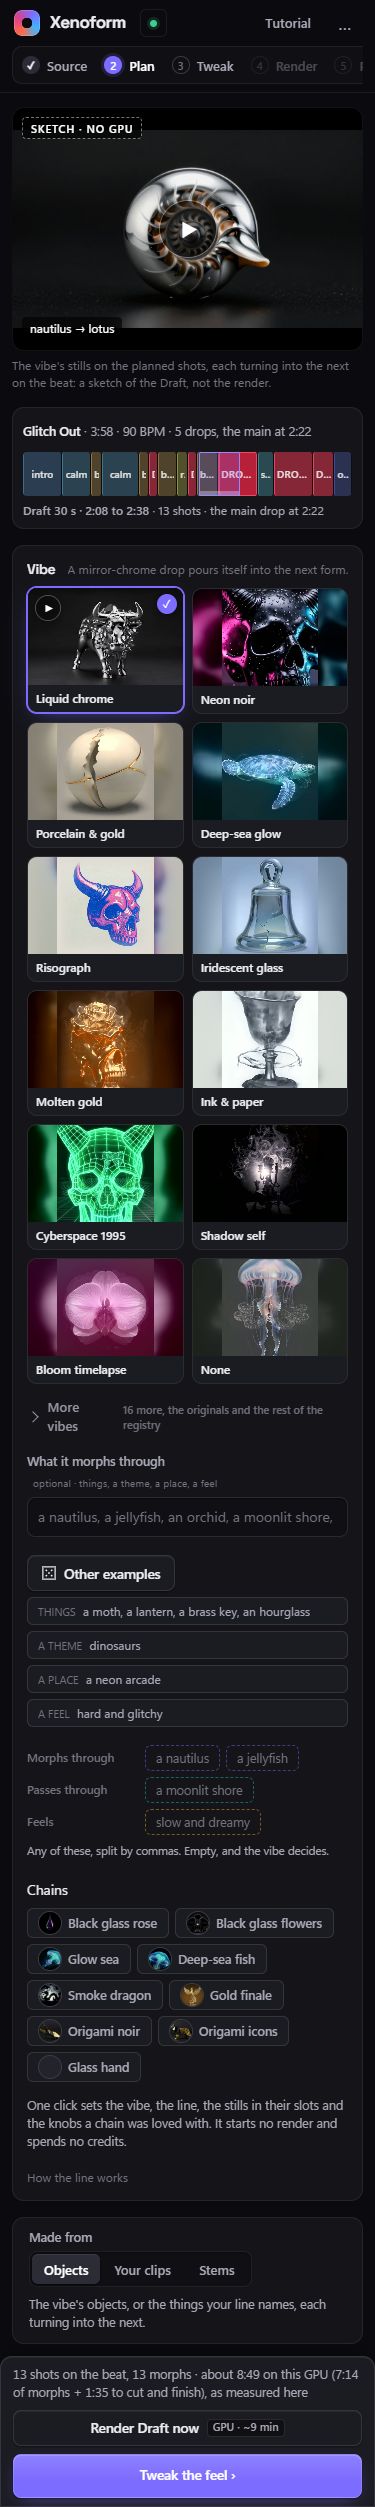 Xenoform
Tutorial
...
✓ Source 2 Plan 3 Tweak 4 Render 5
SKETCH · NO GPU
nautilus → lotus
The vibe's stills on the planned shots, each turning into the next
on the beat: a sketch of the Draft, not the render.
Glitch Out · 3:58 · 90 BPM · 5 drops, the main at 2:22
intro calm b calm b D b... r. D b... DRO... s.. DRO... D... o..
Draft 30 s · 2:08 to 2:38 · 13 shots · the main drop at 2:22
Vibe A mirror-chrome drop pours itself into the next form.
Liquid chrome
Neon noir
Porcelain & gold
Deep-sea glow
Risograph
Iridescent glass
Molten gold
Ink & paper
Cyberspace 1995
Shadow self
Bloom timelapse
None
More
vibes
16 more, the originals and the rest of the
registry
What it morphs through
optional · things, a theme, a place, a feel
a nautilus, a jellyfish, an orchid, a moonlit shore,
Other examples
THINGS a moth, a lantern, a brass key, an hourglass
A THEME dinosaurs
A PLACE a neon arcade
A FEEL hard and glitchy
Morphs through a nautilus a jellyfish
Passes through a moonlit shore
Feels slow and dreamy
Any of these, split by commas. Empty, and the vibe decides.
Chains
Black glass rose Black glass flowers
Glow sea Deep-sea fish
Smoke dragon Gold finale
Origami noir Origami icons
Glass hand
One click sets the vibe, the line, the stills in their slots and
the knobs a chain was loved with. It starts no render and
spends no credits.
How the line works
Made from
Objects Your clips Stems
The vibe's objects, or the things your line names, each
turning into the next.
13 shots on the beat, 13 morphs · about 8:49 on this GPU (7:14
of morphs + 1:35 to cut and finish), as measured here
Render Draft now GPU · ~9 min
Tweak the feel ›